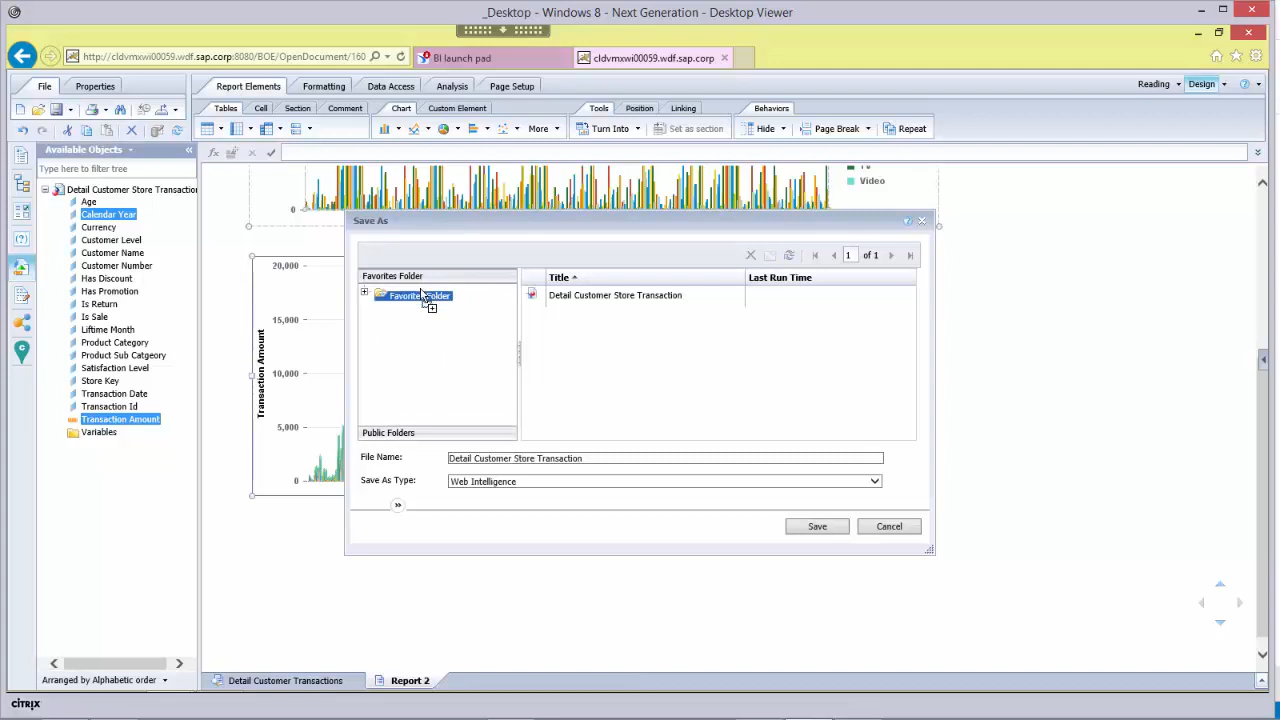 _Desktop - Windows 8 - Next Generation - Desktop Viewer
http://cldvmxwi00059.wdf.sap.corp:8080/BOE/OpenDocument/160
BI launch pad
cldvmxwi00059.wdf.sap.corp
File
Properties
Report Elements
Formatting
Data Access
Analysis
Page Setup
Reading
Design
Tables
Cell
Section
Comment
Chart
Custom Element
Tools
Position
Linking
Behaviors
More
Turn Into
Set as section
Hide
Page Break
Repeat
Available Objects
Type here to filter tree
Detail Customer Store Transaction
Age
Calendar Year
Currency
Customer Level
Customer Name
Customer Number
Has Discount
Has Promotion
Is Return
Is Sale
Liftime Month
Product Category
Product Sub Catgeory
Satisfaction Level
Store Key
Transaction Date
Transaction Id
Transaction Amount
Variables
Arranged by Alphabetic order
TV
Video
0
20,000
15,000
10,000
5,000
0
Transaction Amount
Save As
1 of 1
Favorites Folder
Favorites Folder
Public Folders
Title
Last Run Time
Detail Customer Store Transaction
File Name:
Detail Customer Store Transaction
Save As Type:
Web Intelligence
Save
Cancel
Detail Customer Transactions
Report 2
CITRIX